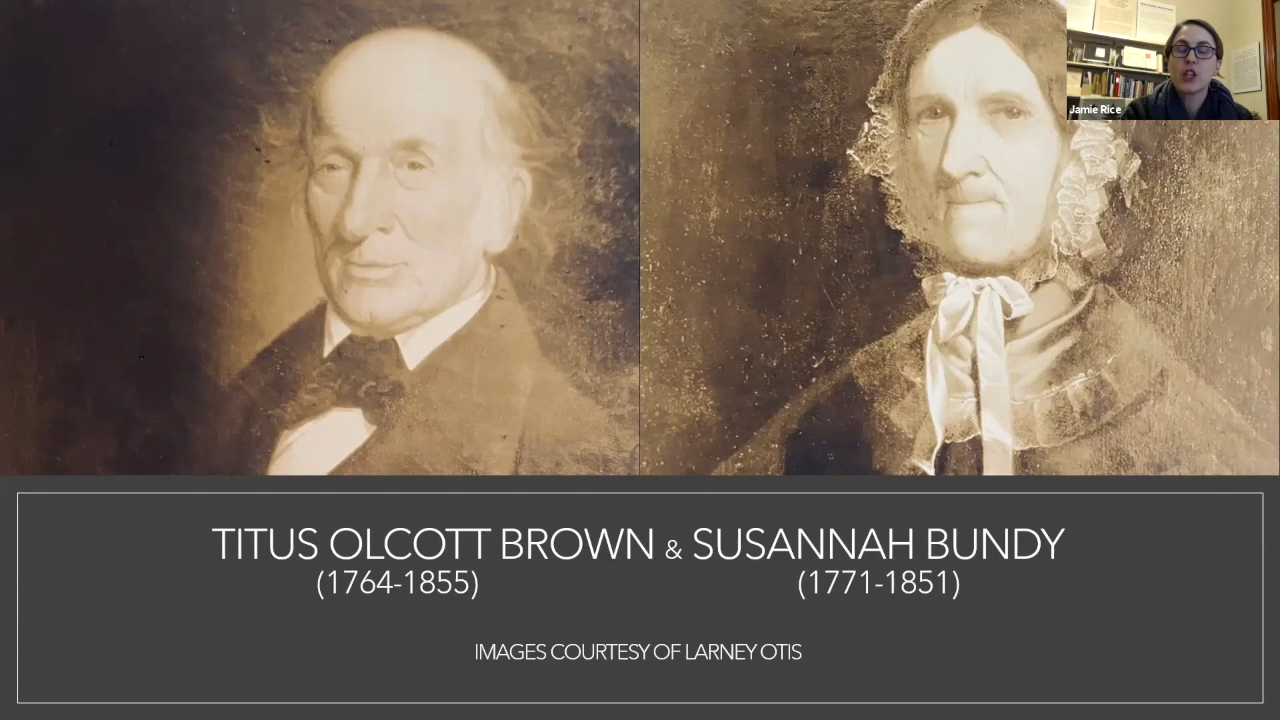 Jamie Rice
TITUS OLCOTT BROWN & SUSANNAH BUNDY
(1764-1855) (1771-1851)
IMAGES COURTESY OF LARNEY OTIS